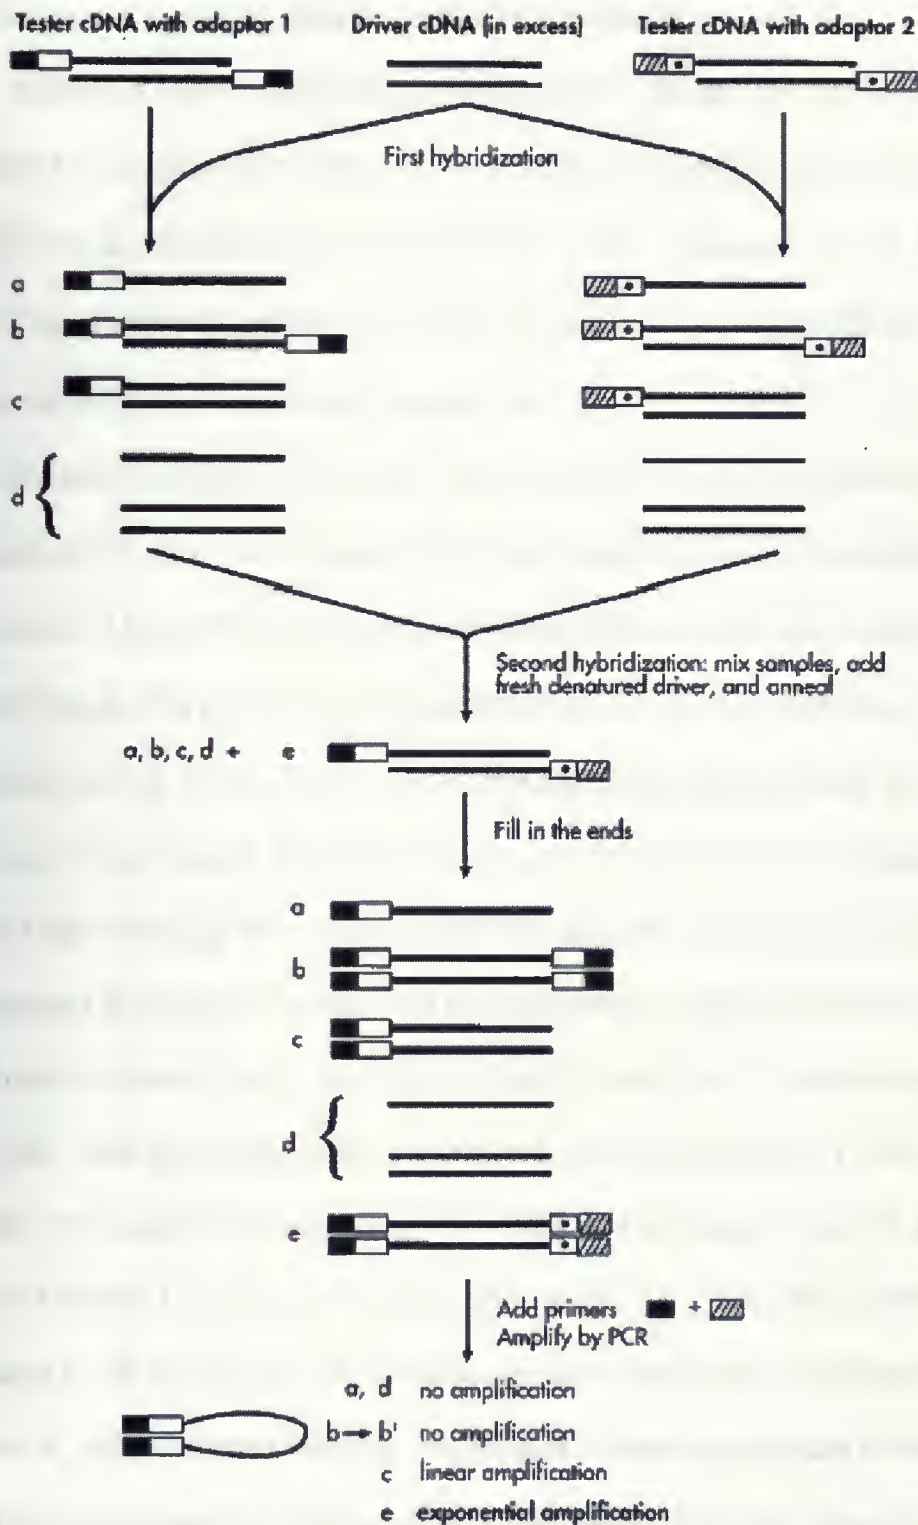 Tester cDNA with adaptor 1 Driver cDNA (in excess) Tester cDNA with adaptor 2
First hybridization
a
b
c
d
Second hybridization: mix samples, add
fresh denatured driver, and anneal
a, b, c, d + e
Fill in the ends
a
b
c
d
e
Add primers +
Amplify by PCR
a, d no amplification
b→b' no amplification
c linear amplification
e exponential amplification